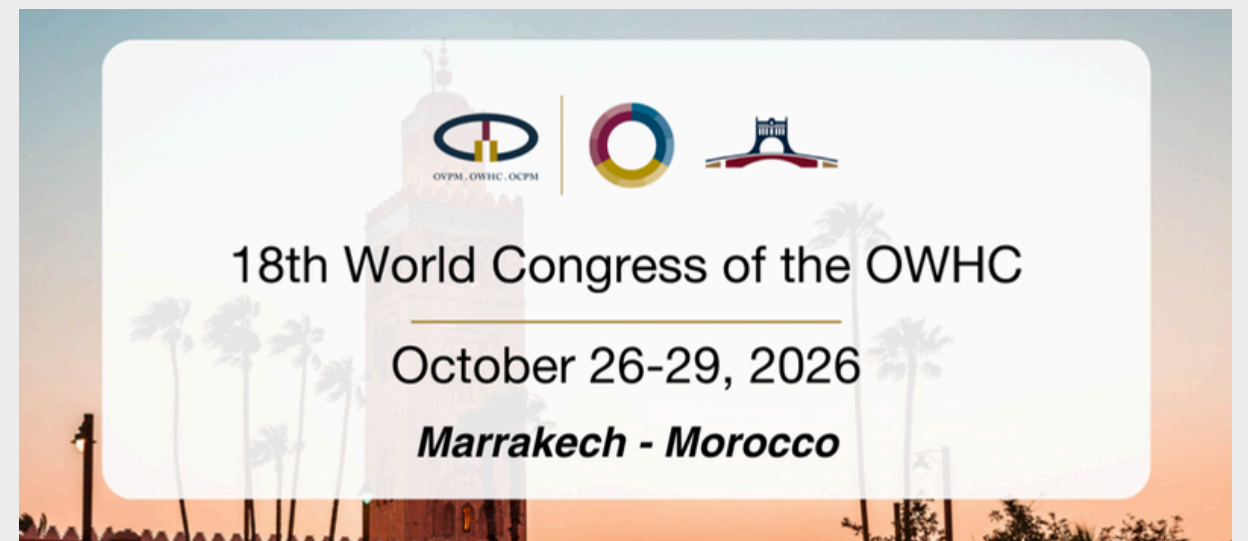 OVPM . OWHC . OCPM
18th World Congress of the OWHC
October 26-29, 2026
Marrakech - Morocco